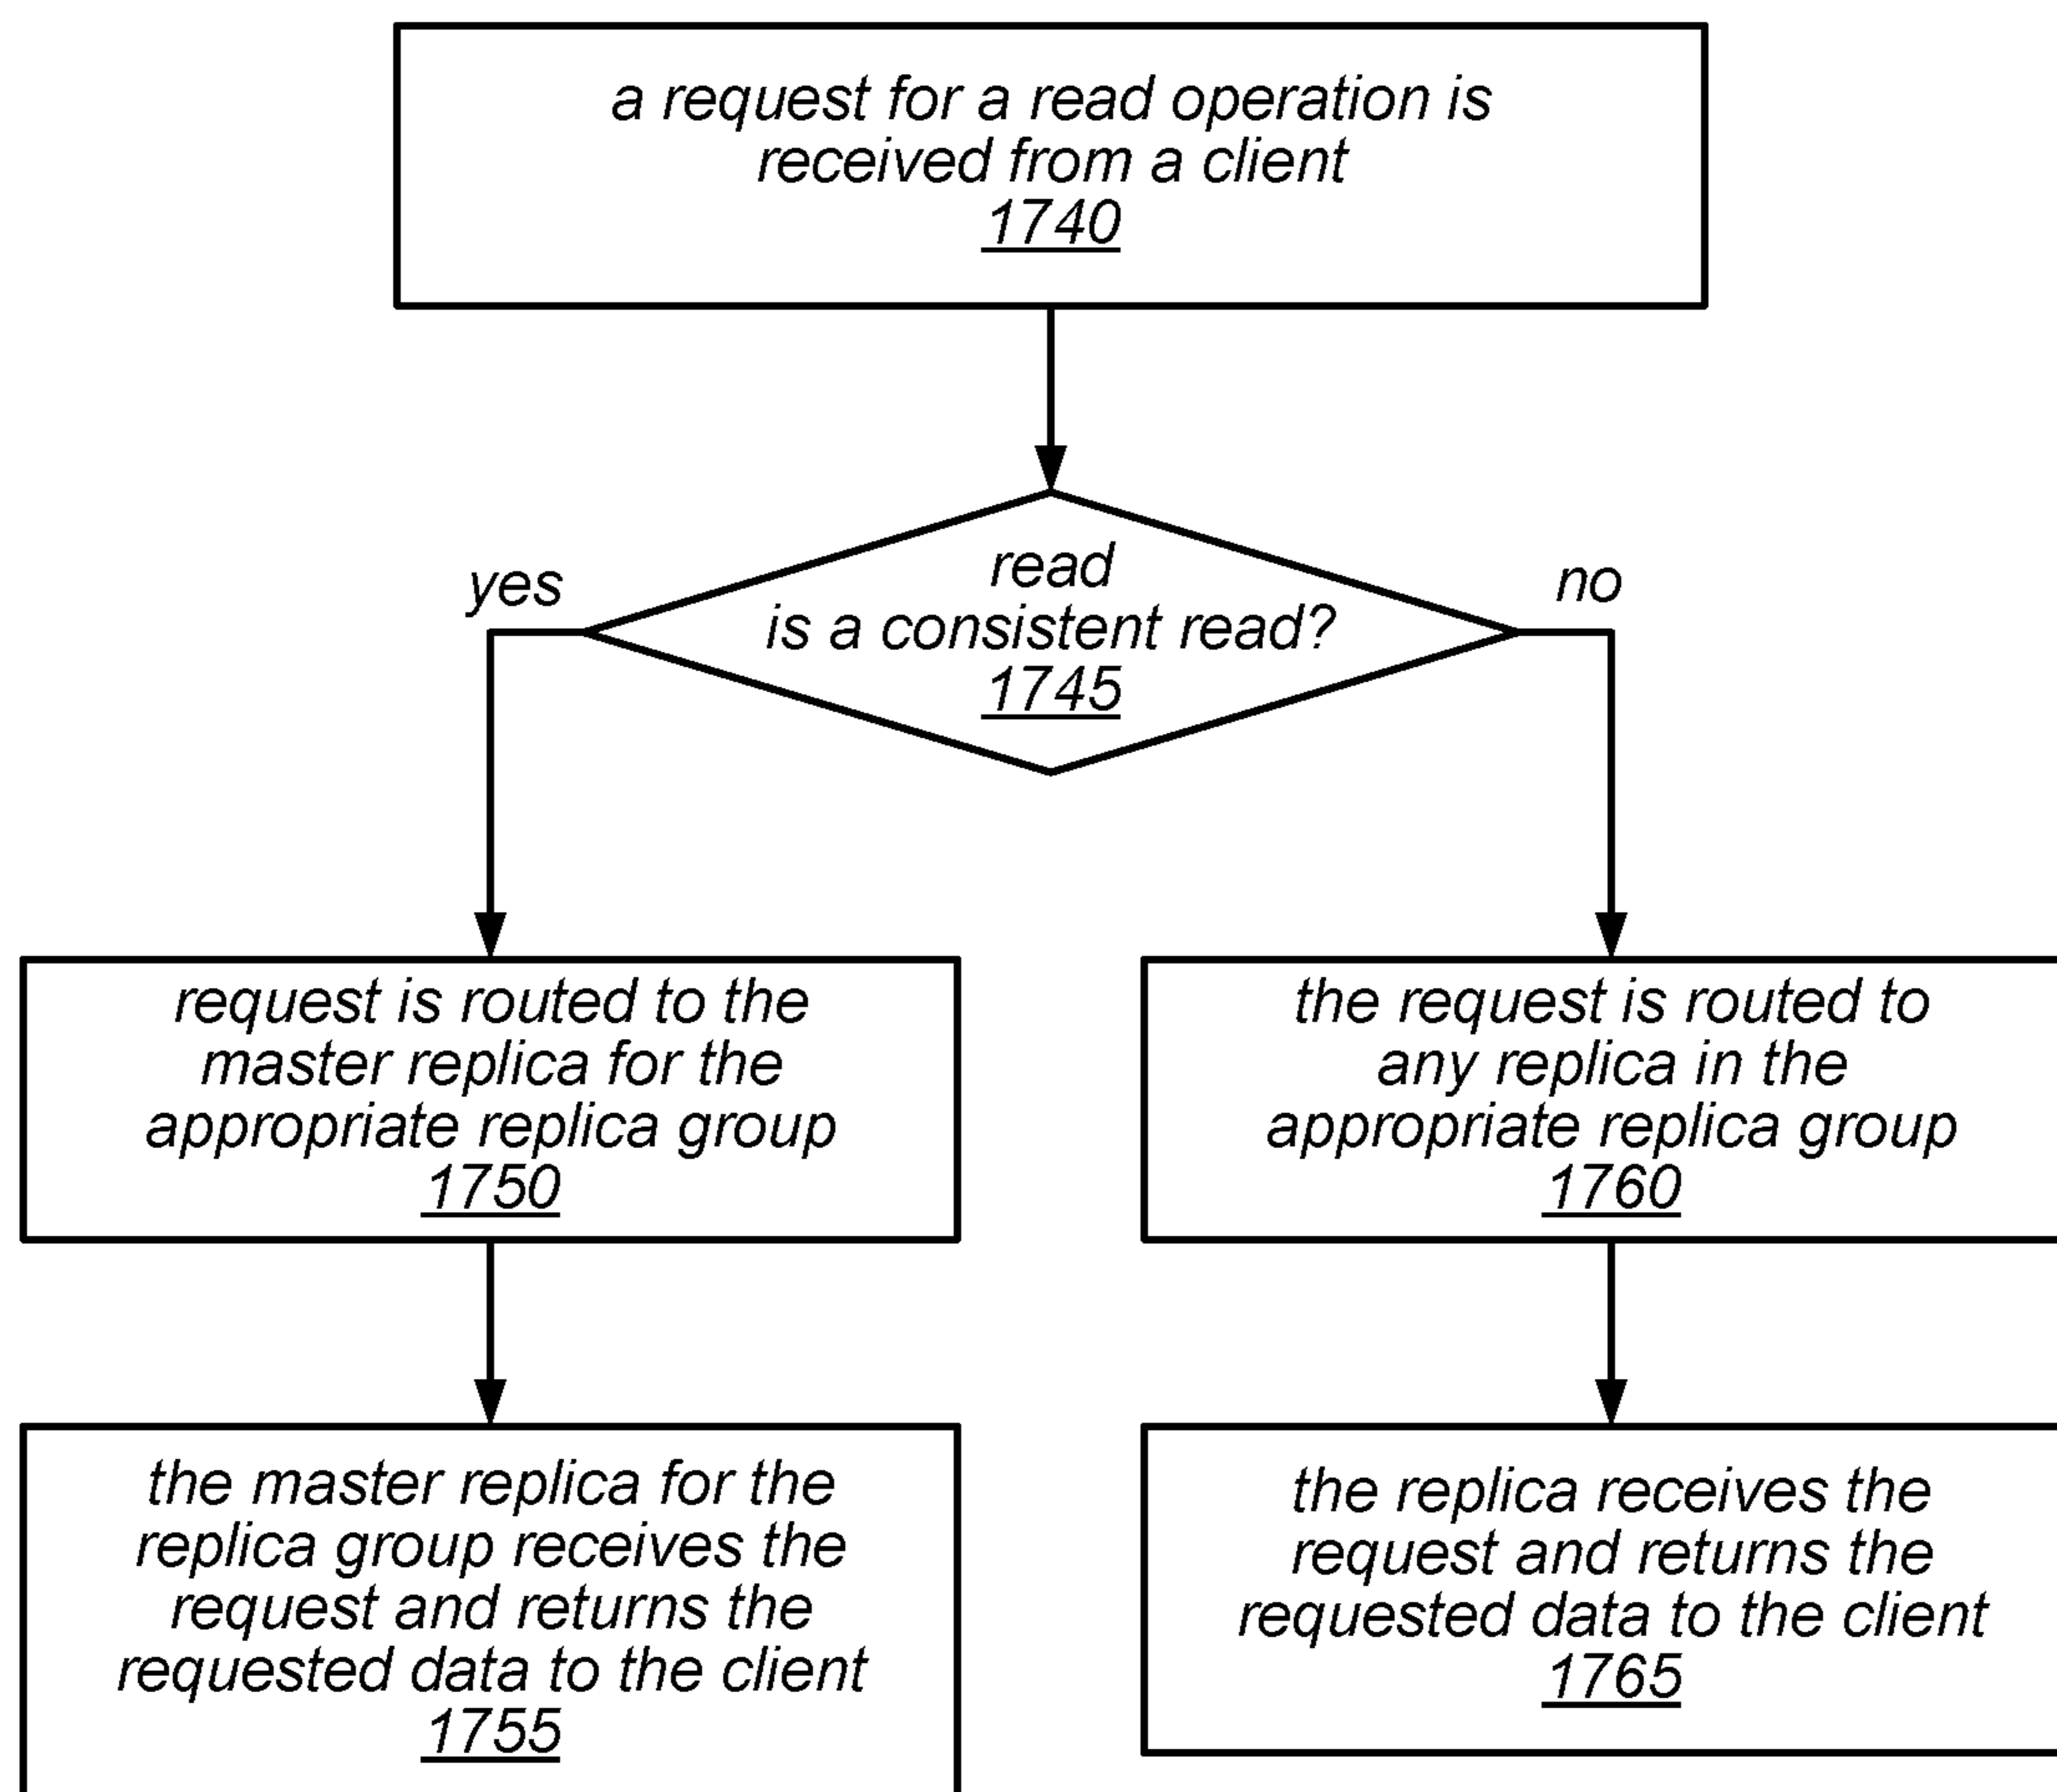 a request for a read operation is
received from a client
1740
read
is a consistent read?
1745
yes
no
request is routed to the
master replica for the
appropriate replica group
1750
the request is routed to
any replica in the
appropriate replica group
1760
the master replica for the
replica group receives the
request and returns the
requested data to the client
1755
the replica receives the
request and returns the
requested data to the client
1765